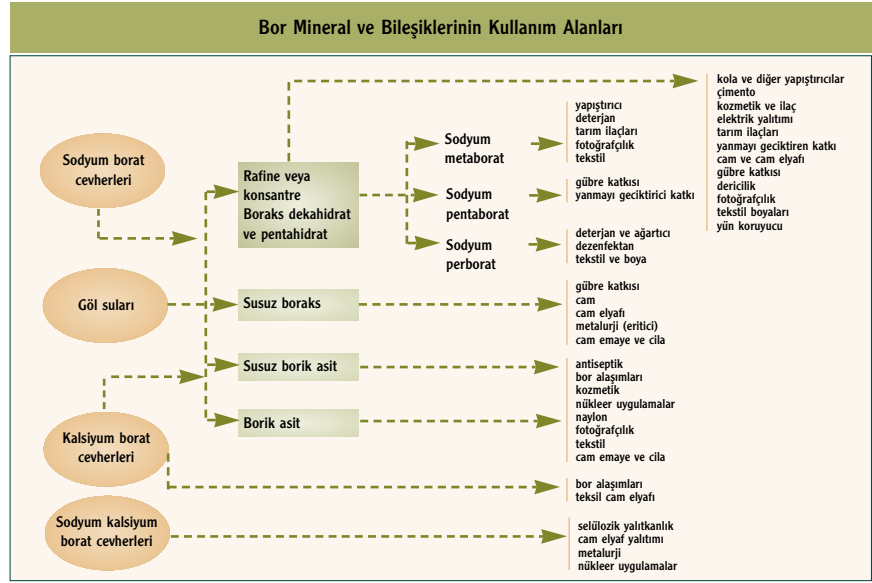 Bor Mineral ve Bileşiklerinin Kullanım Alanları
Sodyum borat
cevherleri
Göl suları
Kalsiyum borat
cevherleri
Sodyum kalsiyum
borat cevherleri
Rafine veya
konsantre
Boraks dekahidrat
ve pentahidrat
Susuz boraks
Susuz borik asit
Borik asit
Sodyum
metaborat
Sodyum
pentaborat
Sodyum
perborat
yapıştırıcı
deterjan
tarım ilaçları
fotoğrafçılık
tekstil
gübre katkısı
yanmayı geciktirici katkı
deterjan ve ağartıcı
dezenfektan
tekstil ve boya
gübre katkısı
cam
cam elyafı
metalurji (eritici)
cam emaye ve cila
antiseptik
bor alaşımları
kozmetik
nükleer uygulamalar
naylon
fotoğrafçılık
tekstil
cam emaye ve cila
bor alaşımları
teksil cam elyafı
selülozik yalıtkanlık
cam elyaf yalıtımı
metalurji
nükleer uygulamalar
kola ve diğer yapıştırıcılar
çimento
kozmetik ve ilaç
elektrik yalıtımı
tarım ilaçları
yanmayı geciktiren katkı
cam ve cam elyafı
gübre katkısı
dericilik
fotoğrafçılık
tekstil boyaları
yün koruyucu